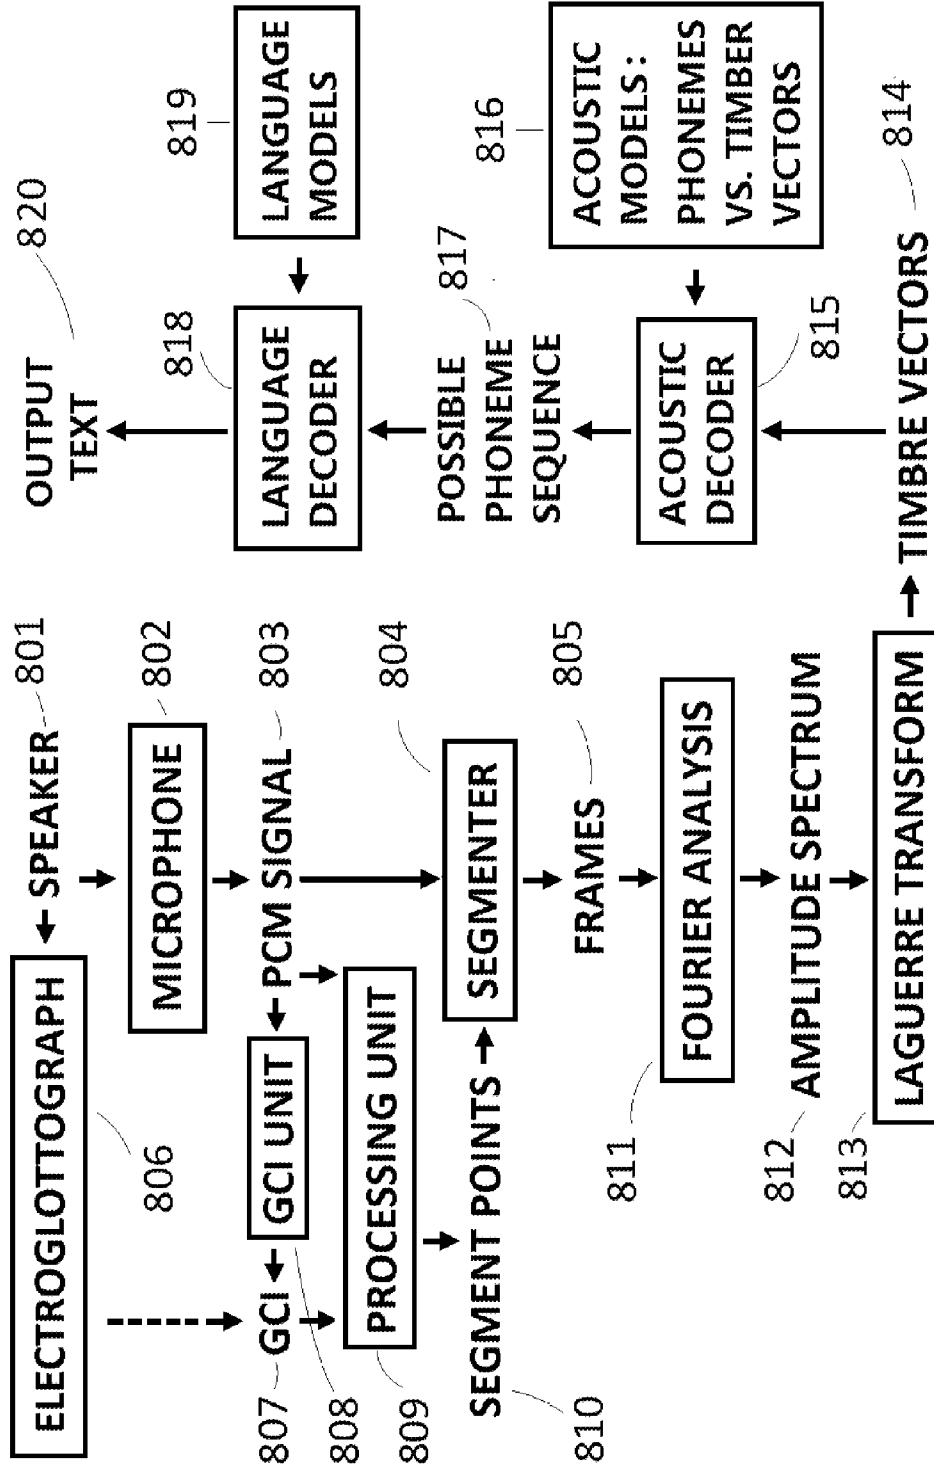 ELECTROGLOTTOGRAPH
SPEAKER
801
806
MICROPHONE
802
807
GCI
GCI UNIT
PCM SIGNAL
803
808
809
PROCESSING UNIT
804
810
SEGMENT POINTS
SEGMENTER
FRAMES
805
811
FOURIER ANALYSIS
812
AMPLITUDE SPECTRUM
813
LAGUERRE TRANSFORM
TIMBRE VECTORS
814
ACOUSTIC
DECODER
815
ACOUSTIC
MODELS :
PHONEMES
VS. TIMBER
VECTORS
816
POSSIBLE
PHONEME
SEQUENCE
817
LANGUAGE
DECODER
818
LANGUAGE
MODELS
819
OUTPUT
TEXT
820